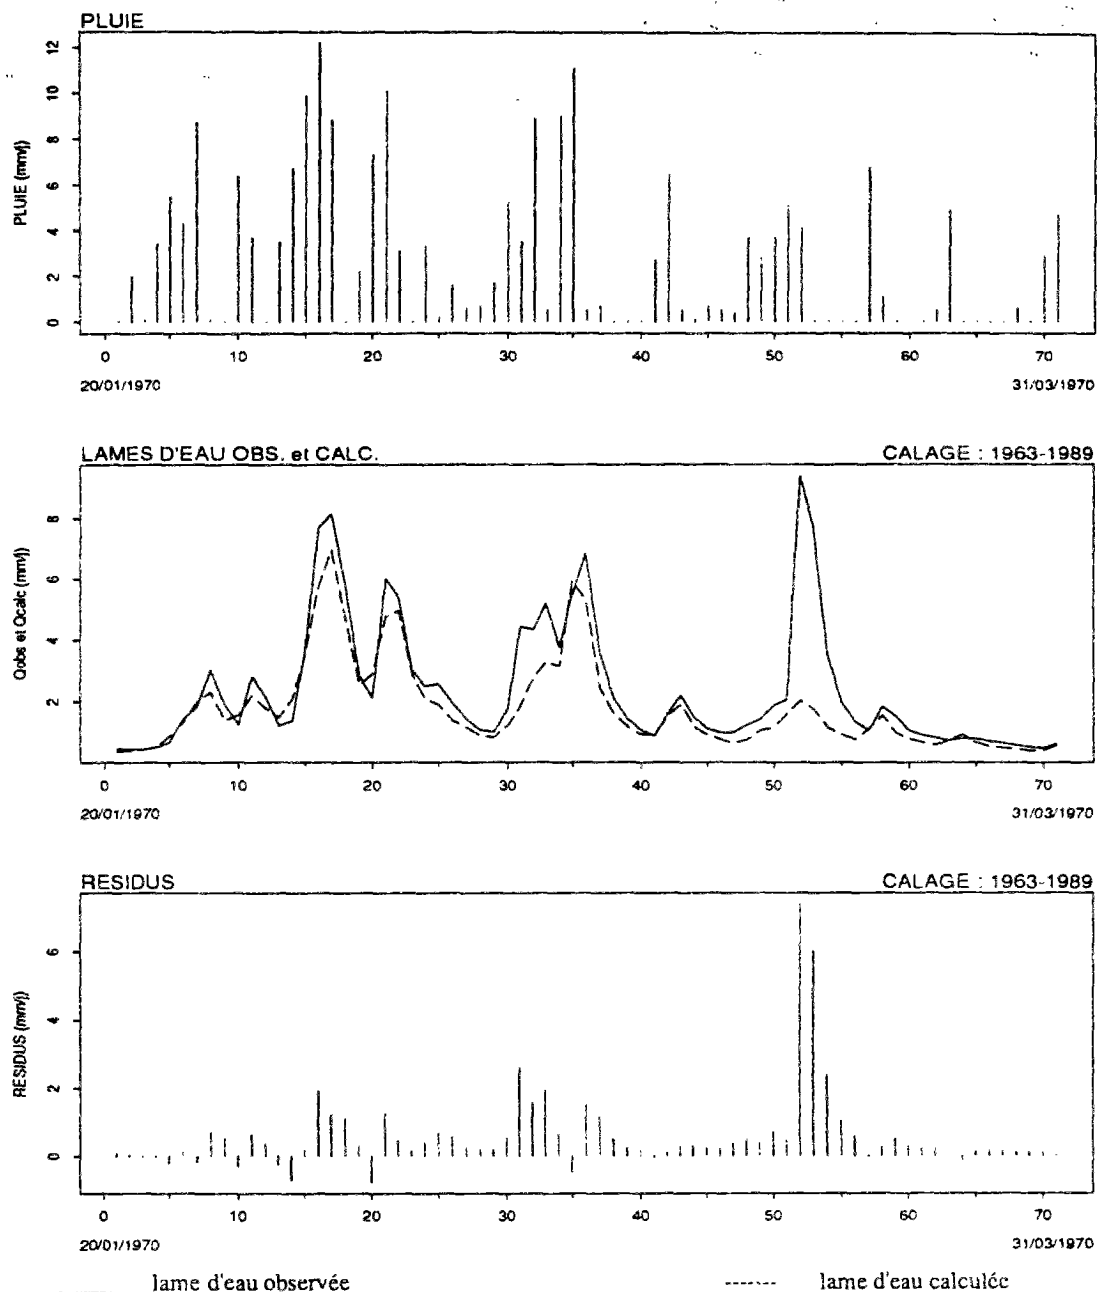 PLUIE
PLUIE (mm/j)
12
10
8
6
4
2
0
0 10 20 30 40 50 60 70
20/01/1970 31/03/1970
LAMES D'EAU OBS. et CALC. CALAGE : 1963-1989
Qobs et Qcalc (mm/j)
8
6
4
2
0 10 20 30 40 50 60 70
20/01/1970 31/03/1970
RESIDUS CALAGE : 1963-1989
RESIDUS (mm/j)
6
4
2
0
0 10 20 30 40 50 60 70
20/01/1970 31/03/1970
lame d'eau observée lame d'eau calculée